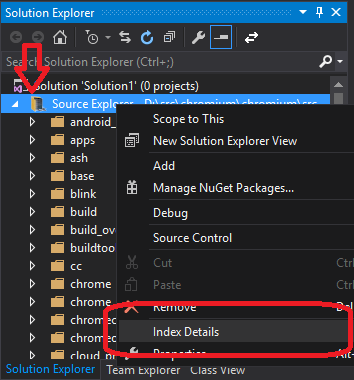 Solution Explorer
Search Solution Explorer (Ctrl+;)
Solution 'Solution1' (0 projects)
Source Explorer - D:\src\chromium\chromium\src
android_
apps
ash
base
blink
build
build_ov
buildtoo
cc
chrome
chrome
chromec
chromec
cloud_pr
Scope to This
New Solution Explorer View
Add
Manage NuGet Packages...
Debug
Source Control
Cut Ctrl
Paste Ctrl
Remove Del
Index Details
Properties Alt+
Solution Explorer Team Explorer Class View